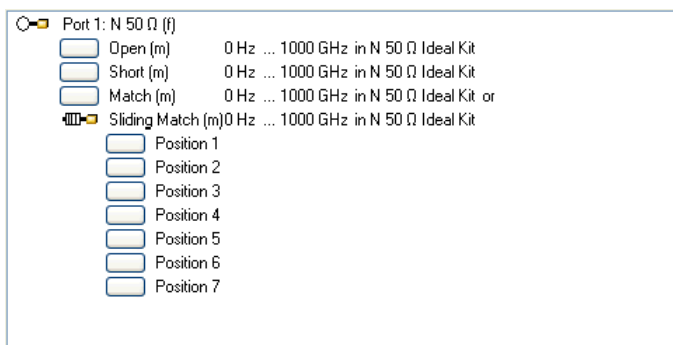 Port 1: N 50 Ω (f)
Open (m) 0 Hz ... 1000 GHz in N 50 Ω Ideal Kit
Short (m) 0 Hz ... 1000 GHz in N 50 Ω Ideal Kit
Match (m) 0 Hz ... 1000 GHz in N 50 Ω Ideal Kit or
Sliding Match (m)0 Hz ... 1000 GHz in N 50 Ω Ideal Kit
Position 1
Position 2
Position 3
Position 4
Position 5
Position 6
Position 7